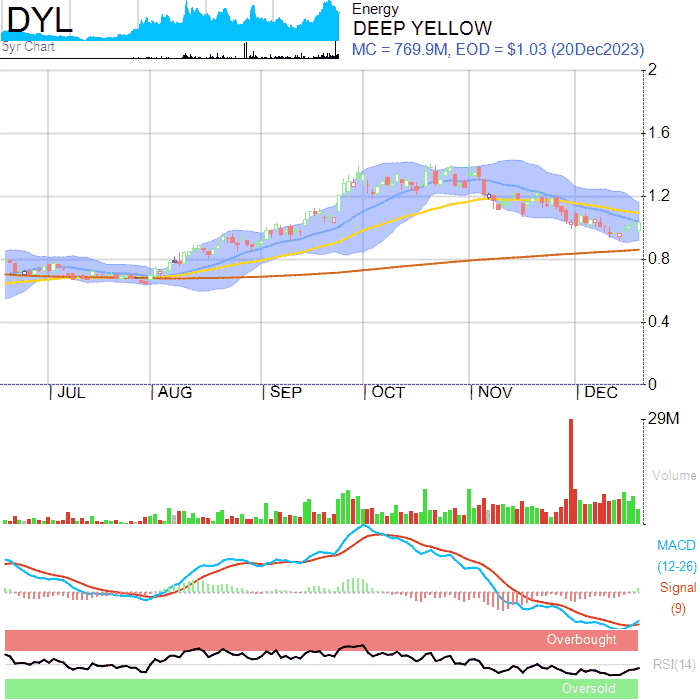 DYL
5yr Chart
Energy
DEEP YELLOW
MC = 769.9M, EOD = $1.03 (20Dec2023)
2
1.6
1.2
0.8
0.4
0
| JUL | AUG | SEP | OCT | NOV | DEC
29M
Volume
MACD
(12-26)
Signal
(9)
Overbought
RSI(14)
Oversold